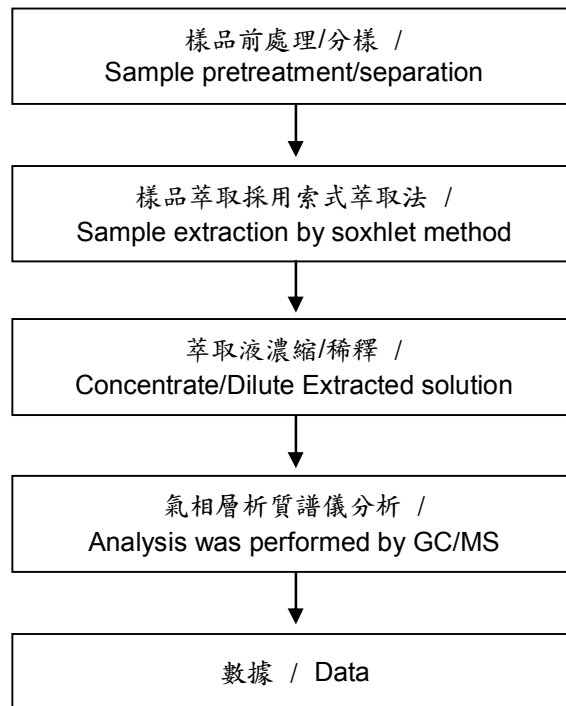 樣品前處理/分樣 /
Sample pretreatment/separation
樣品萃取採用索式萃取法 /
Sample extraction by soxhlet method
萃取液濃縮/稀釋 /
Concentrate/Dilute Extracted solution
氣相層析質譜儀分析 /
Analysis was performed by GC/MS
數據 / Data